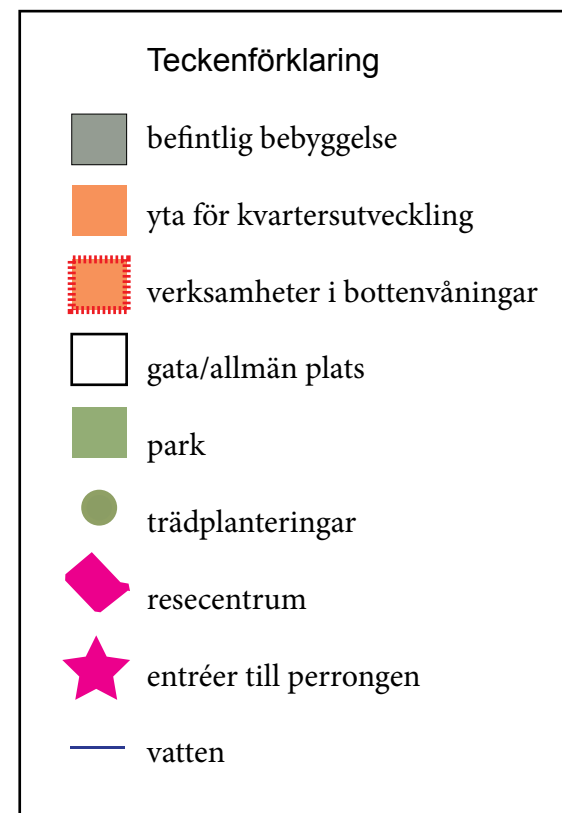 Teckenförklaring
befintlig bebyggelse
yta för kvartersutveckling
verksamheter i bottenvåningar
gata/allmän plats
park
trädplanteringar
resecentrum
entréer till perrongen
vatten